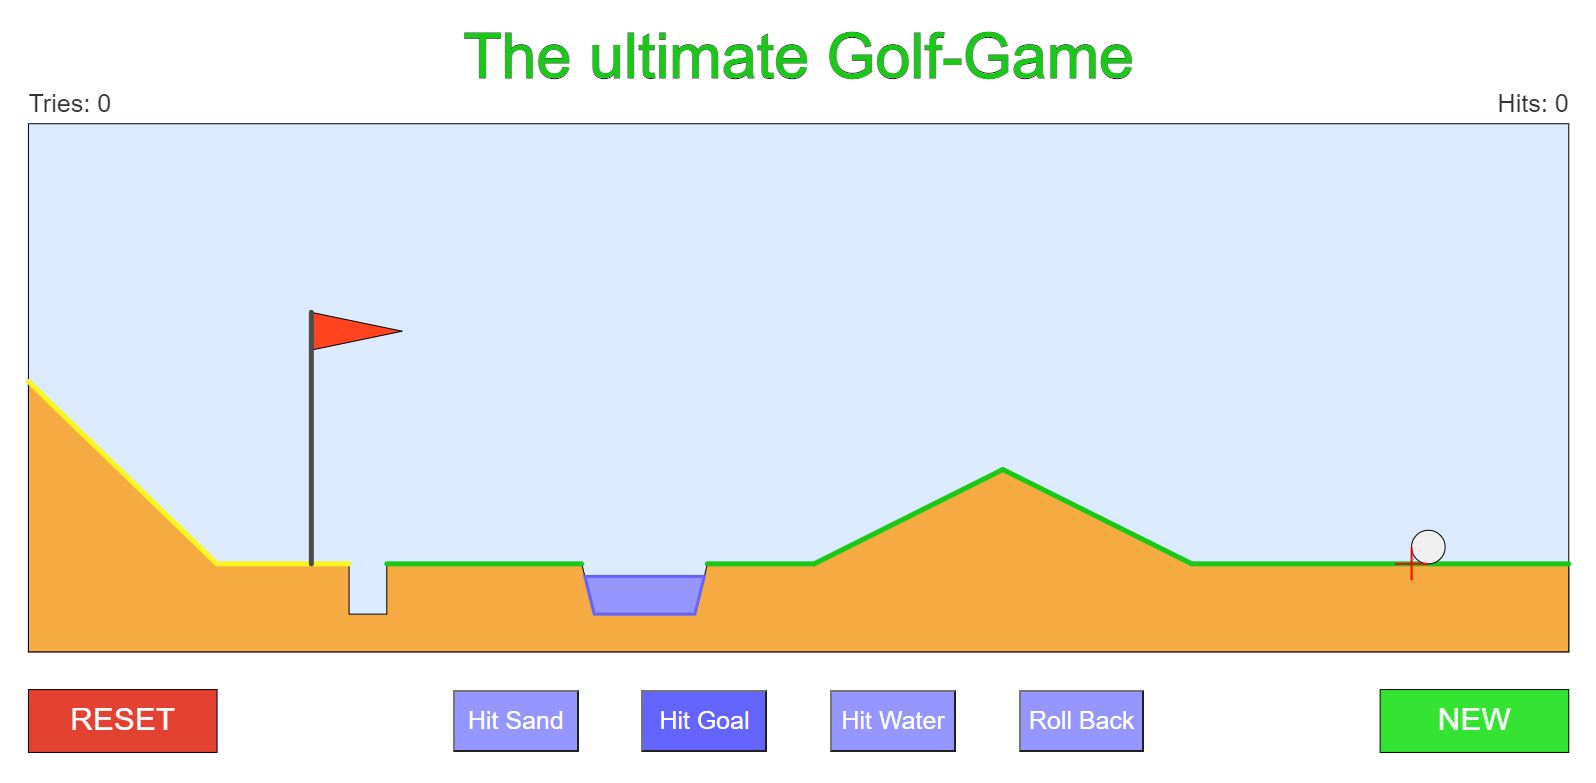 The ultimate Golf-Game
Tries: 0
Hits: 0
RESET
Hit Sand
Hit Goal
Hit Water
Roll Back
NEW